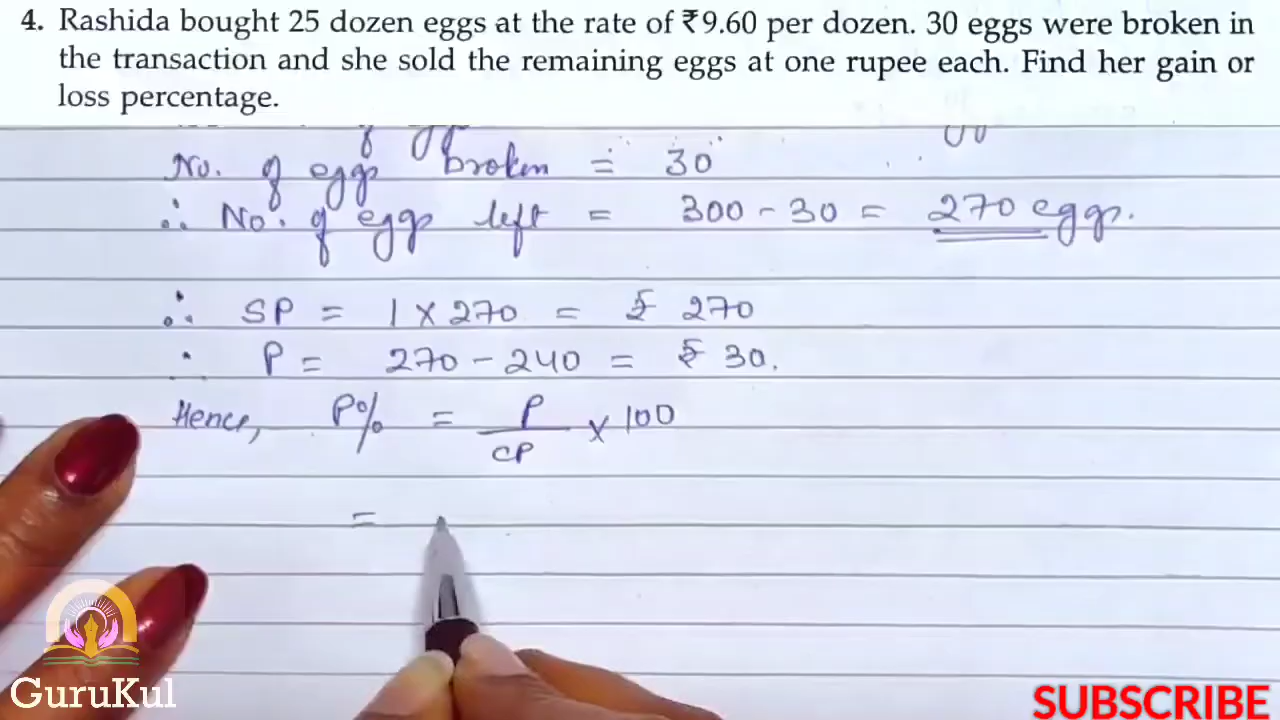 4. Rashida bought 25 dozen eggs at the rate of ₹9.60 per dozen. 30 eggs were broken in
the transaction and she sold the remaining eggs at one rupee each. Find her gain or
loss percentage.
No. of eggs broken = 30
∴ No. of eggs left = 300 - 30 = 270 eggs.
∴ SP = 1 × 270 = ₹ 270
∴ P = 270 - 240 = ₹ 30.
Hence, P% = P/CP × 100
=
GuruKul
SUBSCRIBE